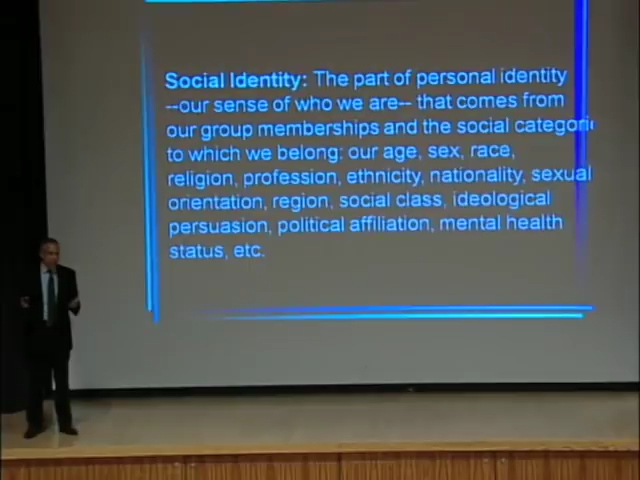 Social Identity: The part of personal identity
--our sense of who we are-- that comes from
our group memberships and the social categori
to which we belong: our age, sex, race,
religion, profession, ethnicity, nationality, sexual
orientation, region, social class, ideological
persuasion, political affiliation, mental health
status, etc.